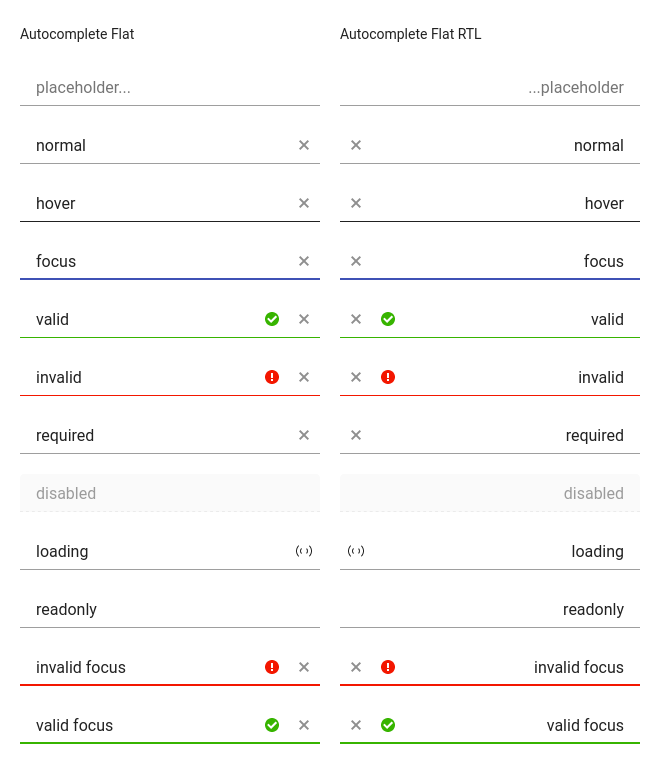 Autocomplete Flat
placeholder...
normal
hover
focus
valid
invalid
required
disabled
loading
readonly
invalid focus
valid focus
Autocomplete Flat RTL
...placeholder
normal
hover
focus
valid
invalid
required
disabled
loading
readonly
invalid focus
valid focus